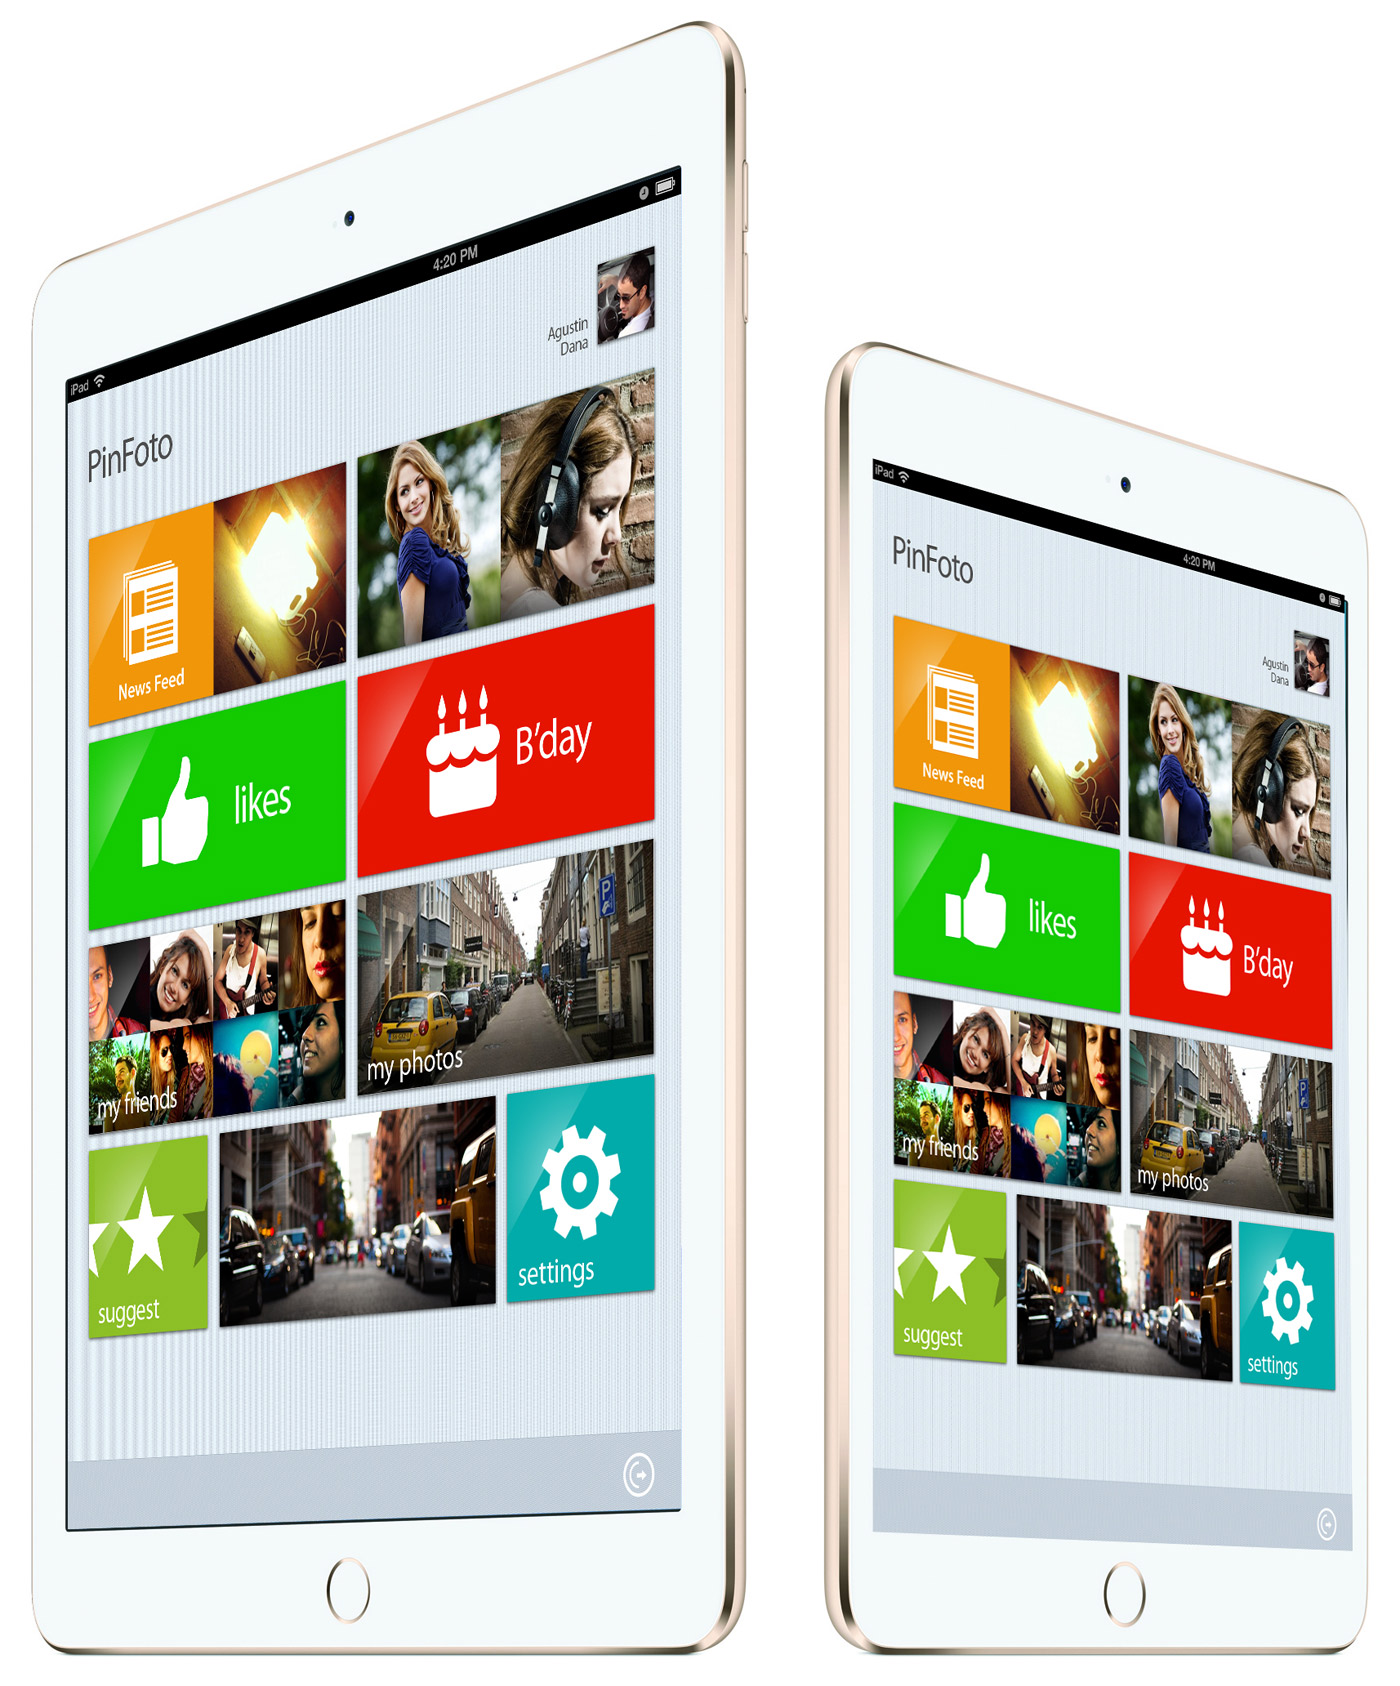 iPad
4:20 PM
Agustin
Dana
PinFoto
News Feed
likes
B'day
P
my friends
my photos
suggest
settings
iPad
4:20 PM
PinFoto
Agustin
Dana
News Feed
likes
B'day
P
my friends
my photos
suggest
settings